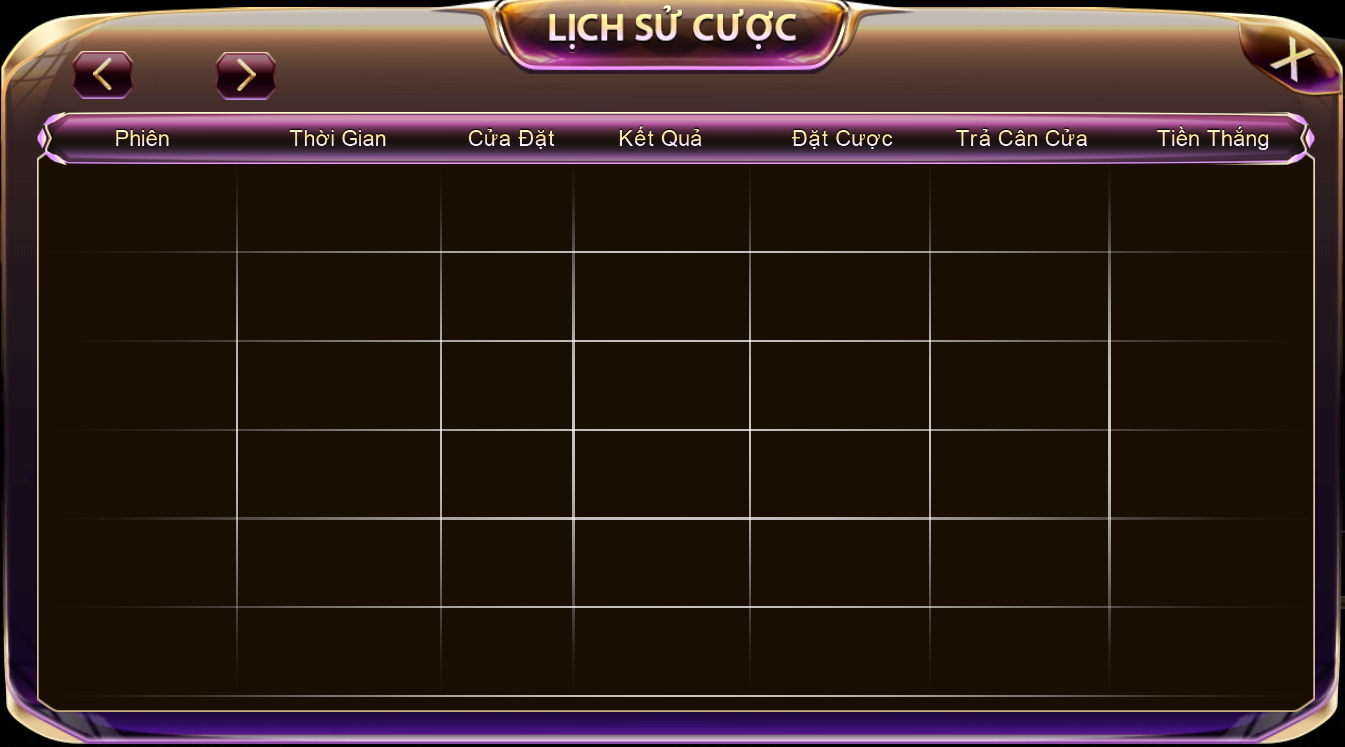 LỊCH SỬ CƯỢC
Phiên Thời Gian Cửa Đặt Kết Quả Đặt Cược Trả Cân Cửa Tiền Thắng